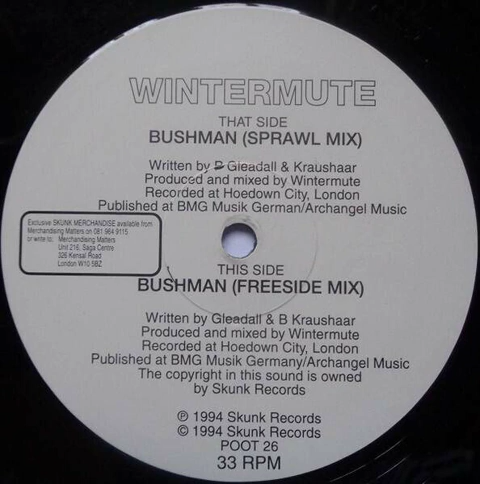 WINTERMUTE
THAT SIDE
BUSHMAN (SPRAWL MIX)
Written by B Gleadall & Kraushaar
Produced and mixed by Wintermute
Recorded at Hoedown City, London
Published at BMG Musik German/Archangel Music
Exclusive SKUNK MERCHANDISE available from
Merchandising Matters on 081 964 9115
or write to: Merchandising Matters
Unit 216, Saga Centre
326 Kensal Road
London W10 5BZ
THIS SIDE
BUSHMAN (FREESIDE MIX)
Written by Gleadall & B Kraushaar
Produced and mixed by Wintermute
Recorded at Hoedown City, London
Published at BMG Musik Germany/Archangel Music
The copyright in this sound is owned
by Skunk Records
℗ 1994 Skunk Records
© 1994 Skunk Records
POOT 26
33 RPM